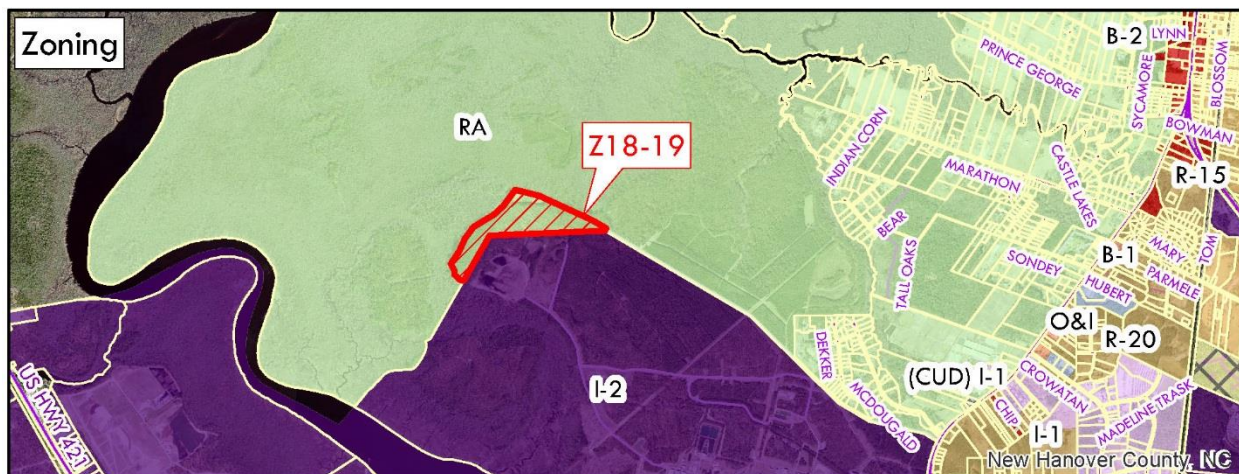 Zoning
B-2
LYNN
PRINCE GEORGE
SYCAMORE
BLOSSOM
RA
Z18-19
BOWMAN
INDIAN CORN
MARATHON
CASTLE LAKES
R-15
BEAR
TALL OAKS
SONDEY
B-1
MARY
TOM
PARMELE
HUBERT
O&I
R-20
DEKKER
MCDOUGALD
(CUD) I-1
CROWATAN
US HWY 421
I-2
CHIP
MADELINE TRASK
I-1
New Hanover County, NC